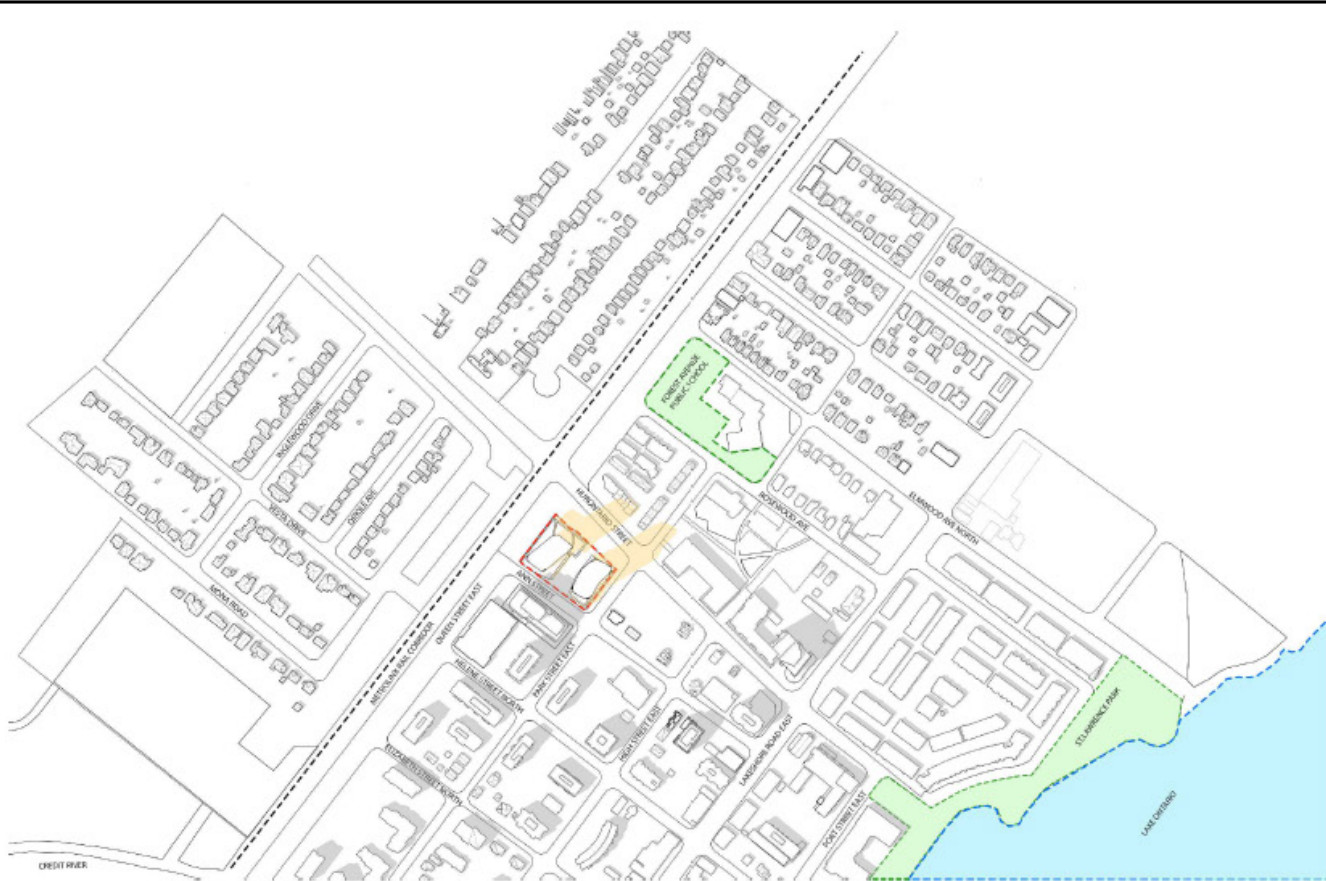 FOREST AVENUE
PUBLIC SCHOOL
INGLEWOOD DRIVE
VESTA DRIVE
ORIOLE AVE
HURONTARIO STREET
ROSEWOOD AVE
ELMWOOD AVE NORTH
ANN STREET
MONA ROAD
QUEEN STREET EAST
METROLINX RAIL CORRIDOR
HELENE STREET NORTH
PARK STREET EAST
ELIZABETH STREET NORTH
HIGH STREET EAST
LAKESHORE ROAD EAST
PORT STREET EAST
ST.LAWRENCE PARK
LAKE ONTARIO
CREDIT RIVER